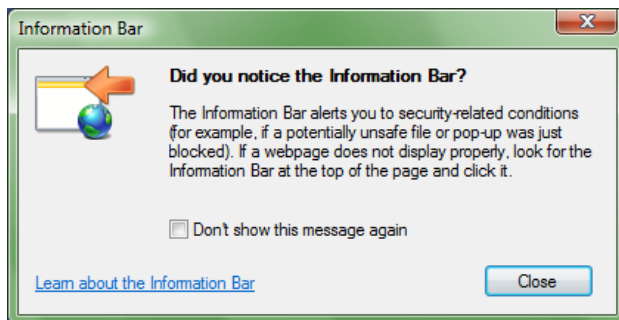 Information Bar
Did you notice the Information Bar?
The Information Bar alerts you to security-related conditions
(for example, if a potentially unsafe file or pop-up was just
blocked). If a webpage does not display properly, look for the
Information Bar at the top of the page and click it.
Don't show this message again
Learn about the Information Bar
Close